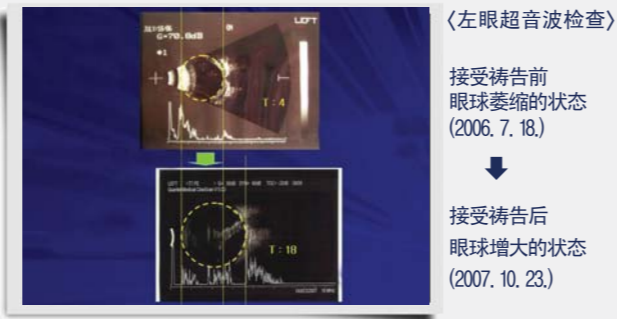 〈左眼超音波检查〉
LEFT
G=70.0dB
T:4
接受祷告前
眼球萎缩的状态
(2006. 7. 18.)
T:18
接受祷告后
眼球增大的状态
(2007. 10. 23.)